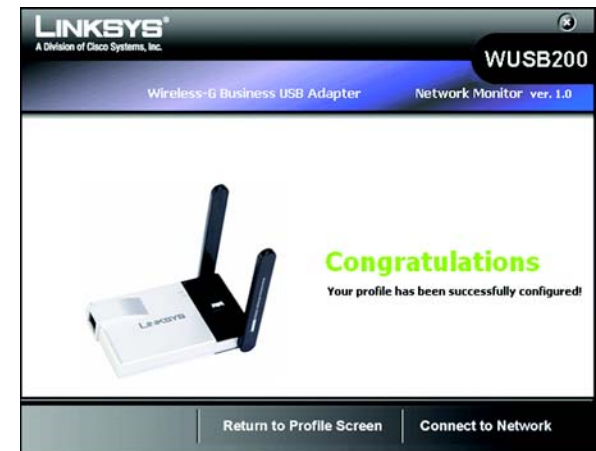 LINKSYS®
A Division of Cisco Systems, Inc.
WUSB200
Wireless-G Business USB Adapter
Network Monitor ver. 1.0
LINKSYS
Congratulations
Your profile has been successfully configured!
Return to Profile Screen
Connect to Network